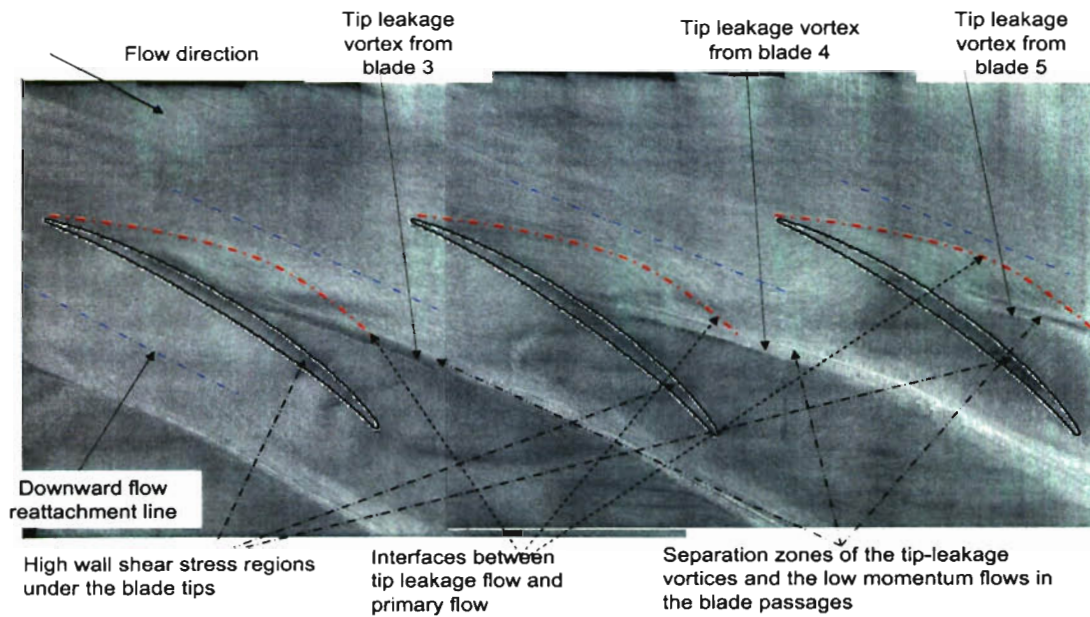 Flow direction
Tip leakage
vortex from
blade 3
Tip leakage vortex
from blade 4
Tip leakage
vortex from
blade 5
Downward flow
reattachment line
High wall shear stress regions
under the blade tips
Interfaces between
tip leakage flow and
primary flow
Separation zones of the tip-leakage
vortices and the low momentum flows in
the blade passages